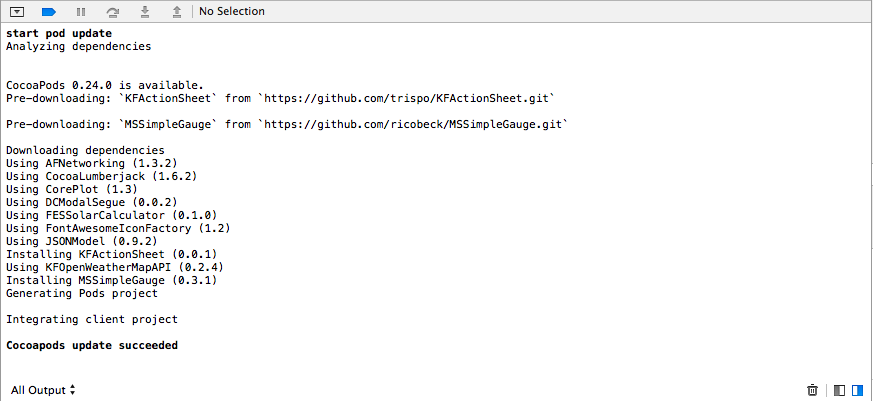 No Selection
start pod update
Analyzing dependencies
CocoaPods 0.24.0 is available.
Pre-downloading: `KFActionSheet` from `https://github.com/trispo/KFActionSheet.git`
Pre-downloading: `MSSimpleGauge` from `https://github.com/ricobeck/MSSimpleGauge.git`
Downloading dependencies
Using AFNetworking (1.3.2)
Using CocoaLumberjack (1.6.2)
Using CorePlot (1.3)
Using DCModalSegue (0.0.2)
Using FESSolarCalculator (0.1.0)
Using FontAwesomeIconFactory (1.2)
Using JSONModel (0.9.2)
Installing KFActionSheet (0.0.1)
Using KFOpenWeatherMapAPI (0.2.4)
Installing MSSimpleGauge (0.3.1)
Generating Pods project
Integrating client project
Cocoapods update succeeded
All Output